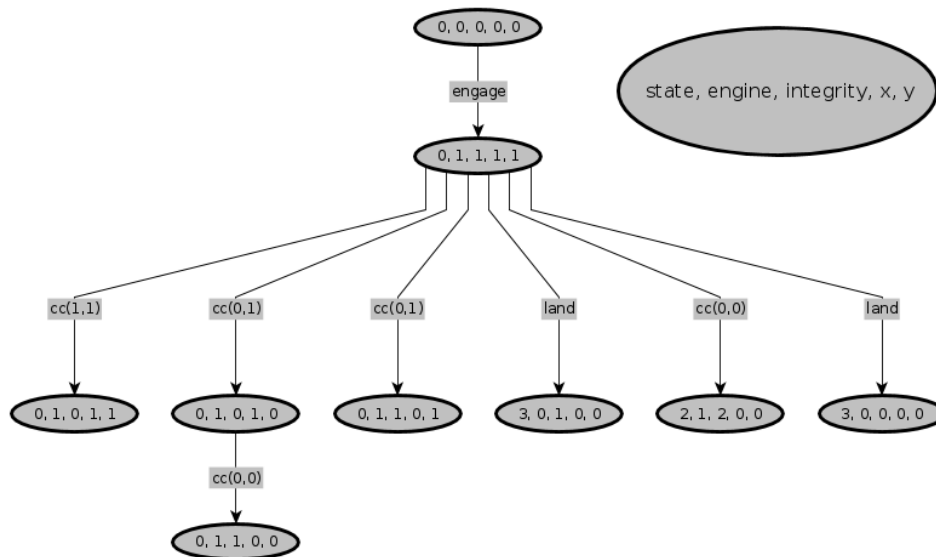 0, 0, 0, 0, 0
engage
state, engine, integrity, x, y
0, 1, 1, 1, 1
cc(1,1)
cc(0,1)
cc(0,1)
land
cc(0,0)
land
0, 1, 0, 1, 1
0, 1, 0, 1, 0
0, 1, 1, 0, 1
3, 0, 1, 0, 0
2, 1, 2, 0, 0
3, 0, 0, 0, 0
cc(0,0)
0, 1, 1, 0, 0